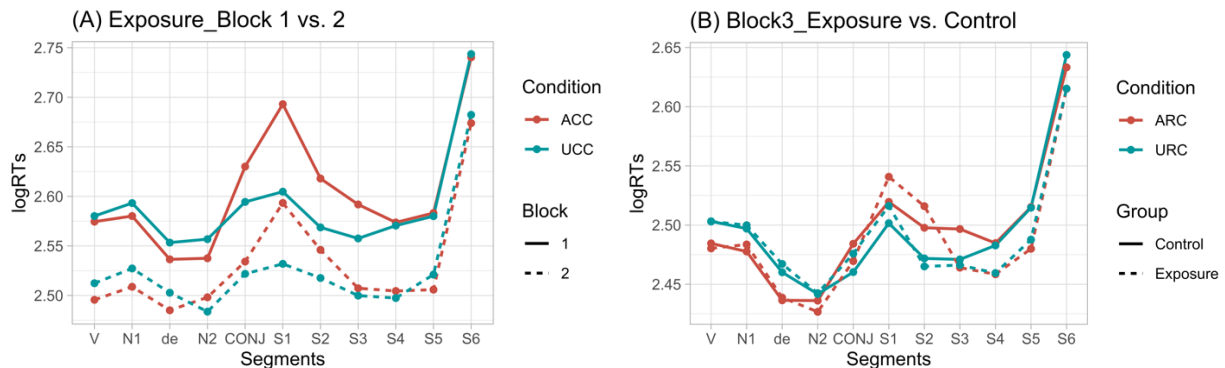 (A) Exposure_Block 1 vs. 2
2.75
2.70
2.65
2.60
2.55
2.50
logRTs
V N1 de N2 CONJ S1 S2 S3 S4 S5 S6
Segments
Condition
ACC
UCC
Block
1
2
(B) Block3_Exposure vs. Control
2.65
2.60
2.55
2.50
2.45
logRTs
V N1 de N2 CONJ S1 S2 S3 S4 S5 S6
Segments
Condition
ARC
URC
Group
Control
Exposure